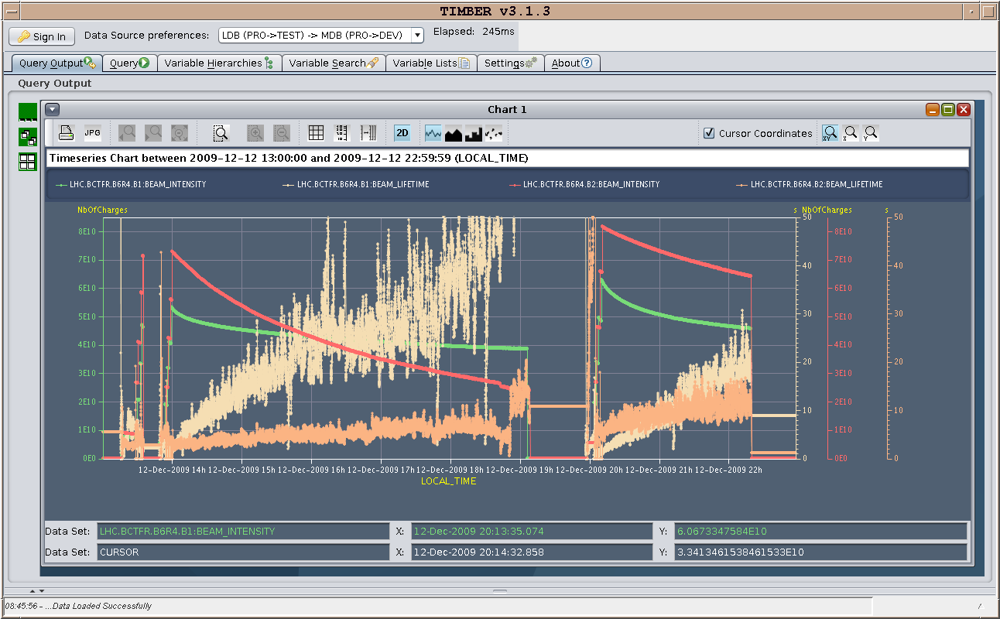 TIMBER v3.1.3
Sign In Data Source preferences: LDB (PRO->TEST) -> MDB (PRO->DEV) Elapsed: 245ms
Query Output Query Variable Hierarchies Variable Search Variable Lists Settings About
Query Output
Chart 1
JPG 2D Cursor Coordinates XY X Y
Timeseries Chart between 2009-12-12 13:00:00 and 2009-12-12 22:59:59 (LOCAL_TIME)
LHC.BCTFR.B6R4.B1:BEAM_INTENSITY LHC.BCTFR.B6R4.B1:BEAM_LIFETIME LHC.BCTFR.B6R4.B2:BEAM_INTENSITY LHC.BCTFR.B6R4.B2:BEAM_LIFETIME
NbOfCharges s NbOfCharges s
50 50
8E10 8E10
7E10 40 7E10 40
6E10 6E10
5E10 30 5E10 30
4E10 4E10
3E10 20 3E10 20
2E10 10 2E10 10
1E10 1E10
0E0 0 0E0 0
12-Dec-2009 14h 12-Dec-2009 15h 12-Dec-2009 16h 12-Dec-2009 17h 12-Dec-2009 18h 12-Dec-2009 19h 12-Dec-2009 20h 12-Dec-2009 21h 12-Dec-2009 22h
LOCAL_TIME
Data Set: LHC.BCTFR.B6R4.B1:BEAM_INTENSITY X: 12-Dec-2009 20:13:35.074 Y: 6.0673347584E10
Data Set: CURSOR X: 12-Dec-2009 20:14:32.858 Y: 3.3413461538461533E10
08:45:56 - ...Data Loaded Successfully